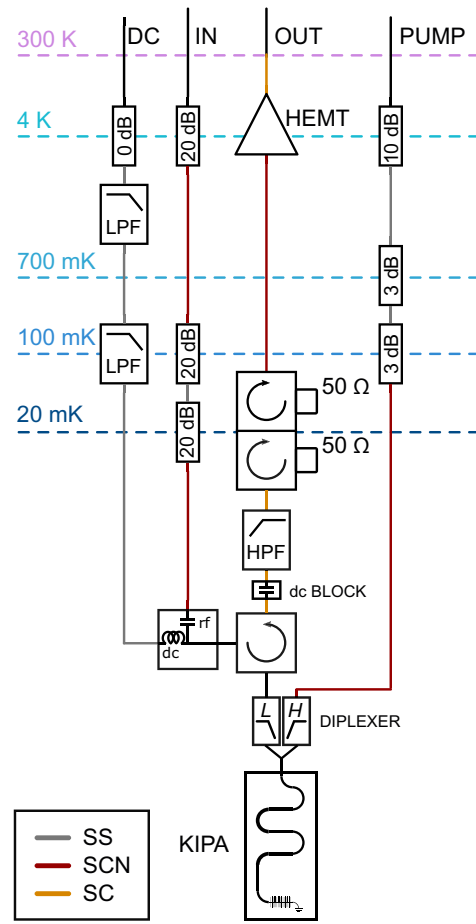 DC IN OUT PUMP
300 K
HEMT
4 K
0 dB
20 dB
10 dB
LPF
700 mK
3 dB
100 mK
LPF
20 dB
3 dB
50 Ω
20 mK
20 dB
50 Ω
HPF
dc BLOCK
rf
dc
L H
DIPLEXER
KIPA
SS
SCN
SC